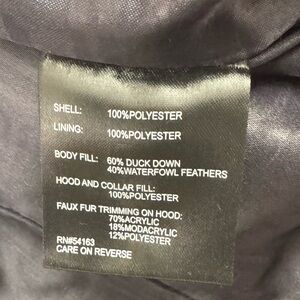 SHELL: 100%POLYESTER
LINING: 100%POLYESTER
BODY FILL: 60% DUCK DOWN
40%WATERFOWL FEATHERS
HOOD AND COLLAR FILL:
100%POLYESTER
FAUX FUR TRIMMING ON HOOD:
70%ACRYLIC
18%MODACRYLIC
12%POLYESTER
RN#54163
CARE ON REVERSE